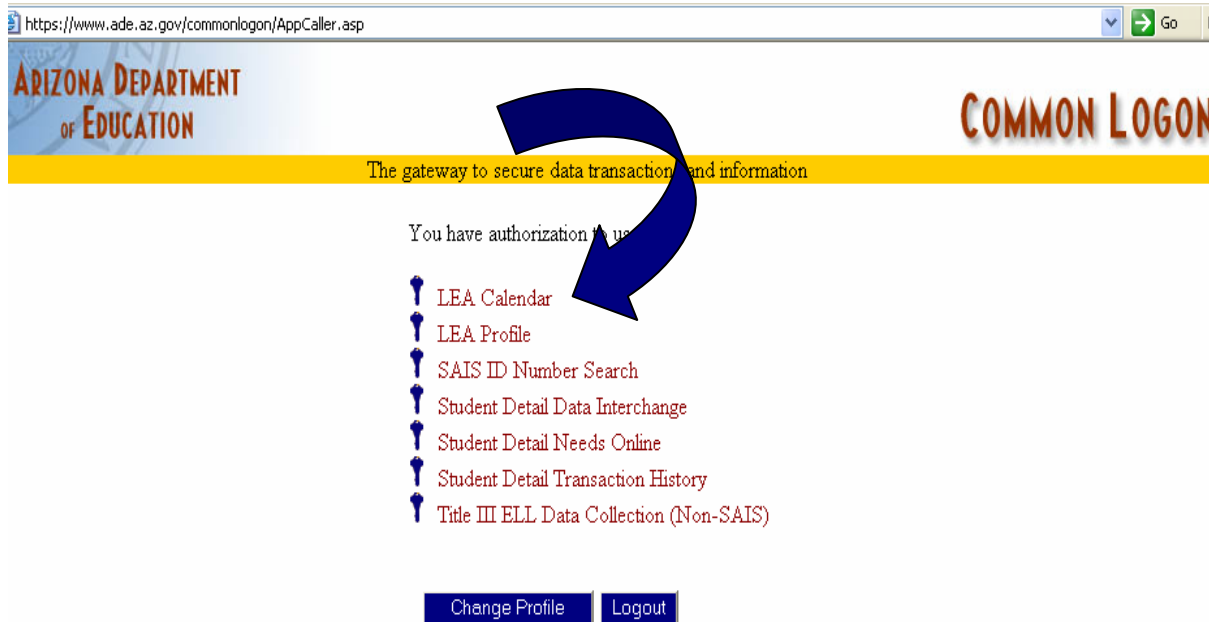 https://www.ade.az.gov/commonlogon/AppCaller.asp
Go
ARIZONA DEPARTMENT
OF EDUCATION
COMMON LOGON
The gateway to secure data transaction and information
You have authorization to us
LEA Calendar
LEA Profile
SAIS ID Number Search
Student Detail Data Interchange
Student Detail Needs Online
Student Detail Transaction History
Title III ELL Data Collection (Non-SAIS)
Change Profile
Logout